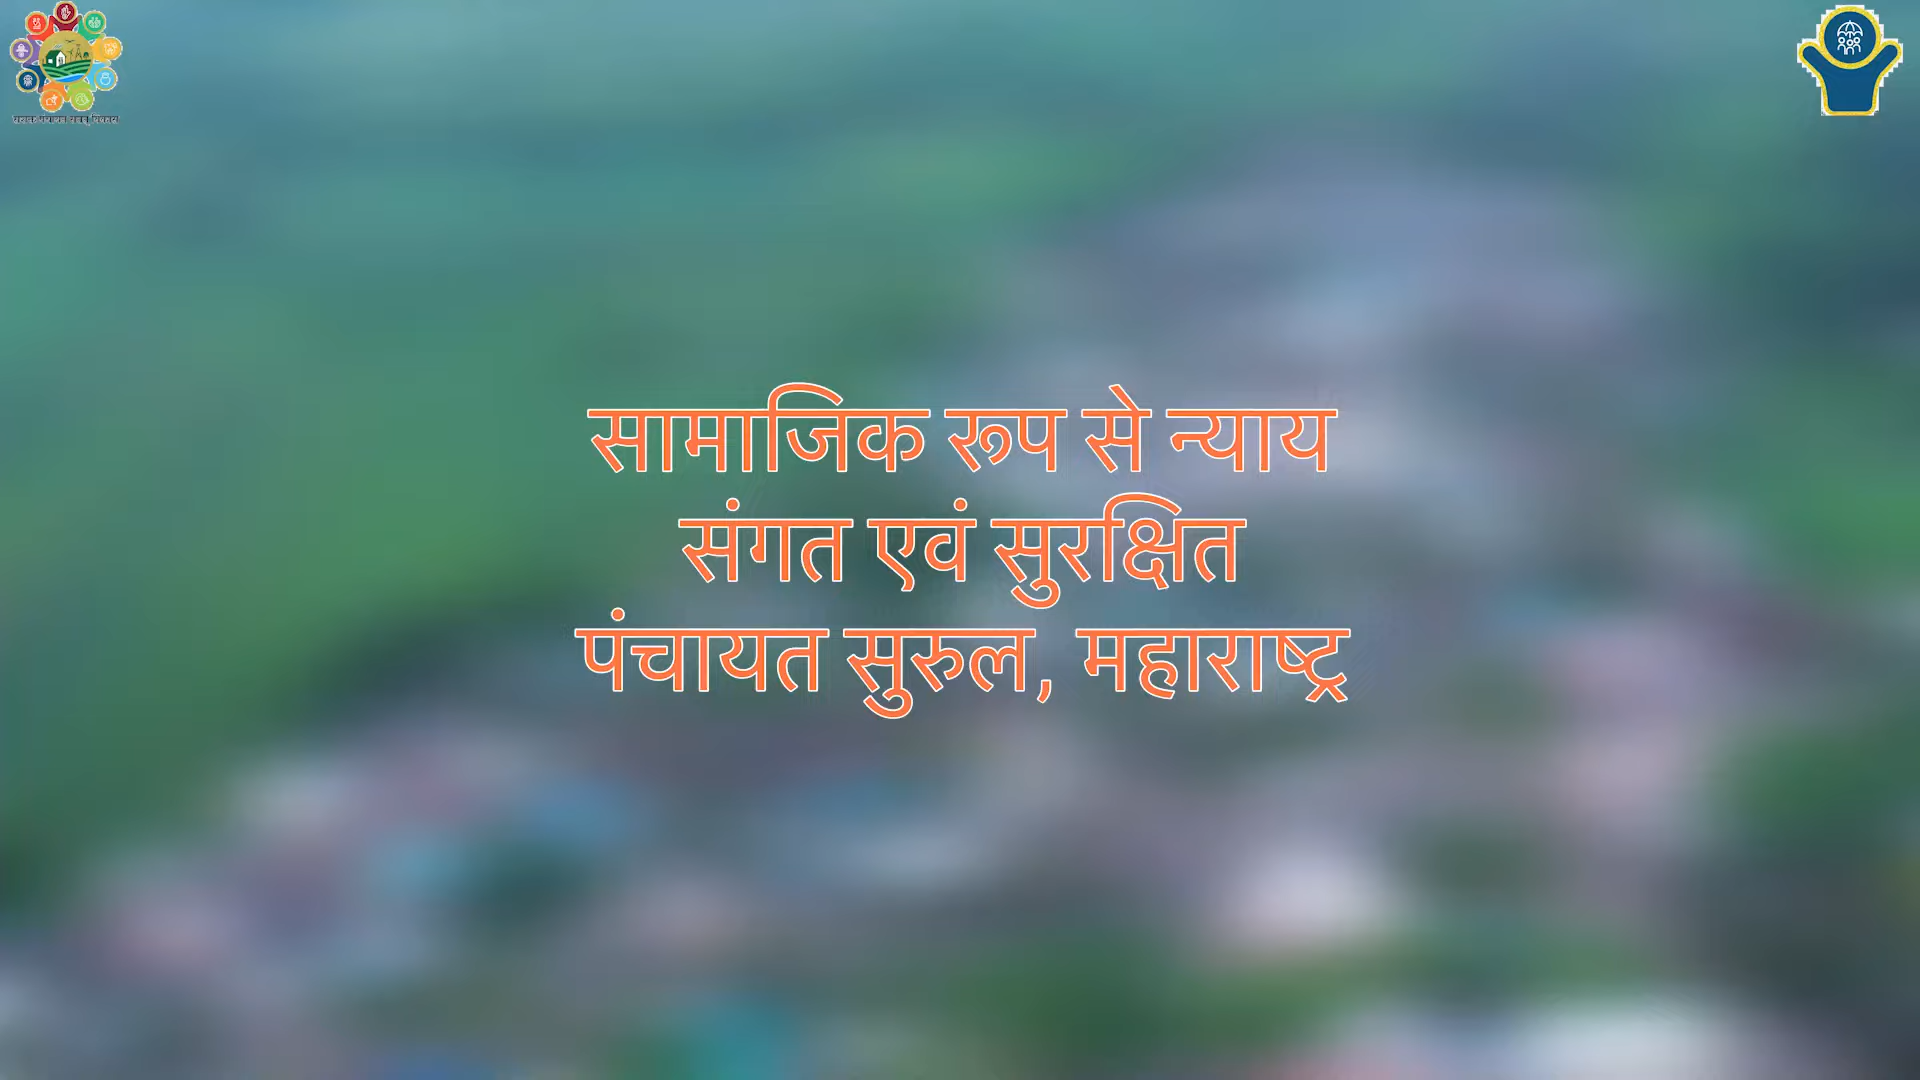 सामाजिक रूप से न्याय
संगत एवं सुरक्षित
पंचायत सुरुल, महाराष्ट्र